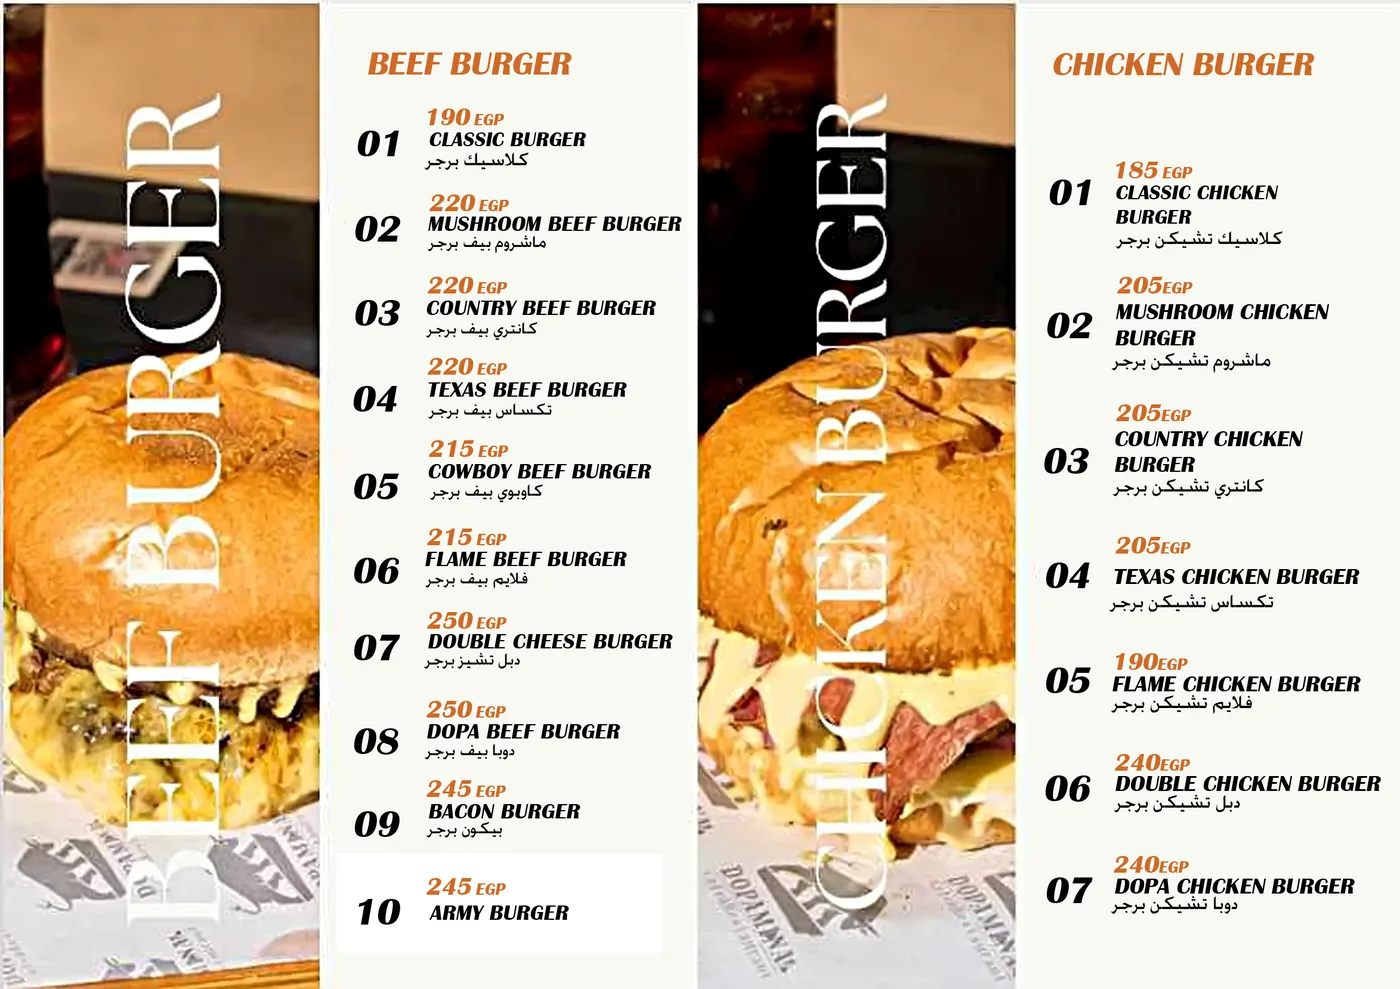 BEEF BURGER
BEEF BURGER
01
190 EGP
CLASSIC BURGER
كلاسيك برجر
02
220 EGP
MUSHROOM BEEF BURGER
ماشروم بيف برجر
03
220 EGP
COUNTRY BEEF BURGER
كانتري بيف برجر
04
220 EGP
TEXAS BEEF BURGER
تكساس بيف برجر
05
215 EGP
COWBOY BEEF BURGER
كاوبوي بيف برجر
06
215 EGP
FLAME BEEF BURGER
فلايم بيف برجر
07
250 EGP
DOUBLE CHEESE BURGER
دبل تشيز برجر
08
250 EGP
DOPA BEEF BURGER
دوبا بيف برجر
09
245 EGP
BACON BURGER
بيكون برجر
10
245 EGP
ARMY BURGER
CHICKEN BURGER
CHICKEN BURGER
01
185 EGP
CLASSIC CHICKEN
BURGER
كلاسيك تشيكن برجر
02
205EGP
MUSHROOM CHICKEN
BURGER
ماشروم تشيكن برجر
03
205EGP
COUNTRY CHICKEN
BURGER
كانتري تشيكن برجر
04
205EGP
TEXAS CHICKEN BURGER
تكساس تشيكن برجر
05
190EGP
FLAME CHICKEN BURGER
فلايم تشيكن برجر
06
240EGP
DOUBLE CHICKEN BURGER
دبل تشيكن برجر
07
240EGP
DOPA CHICKEN BURGER
دوبا تشيكن برجر